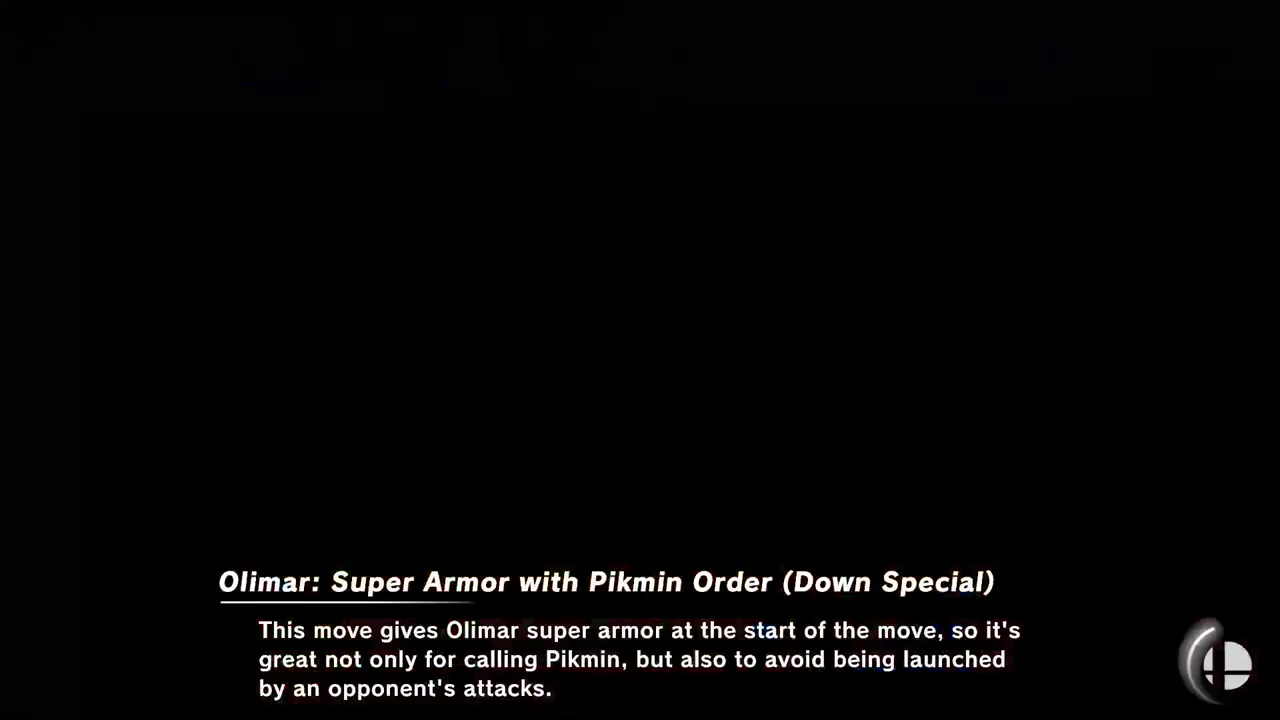 Olimar: Super Armor with Pikmin Order (Down Special)
This move gives Olimar super armor at the start of the move, so it's
great not only for calling Pikmin, but also to avoid being launched
by an opponent's attacks.